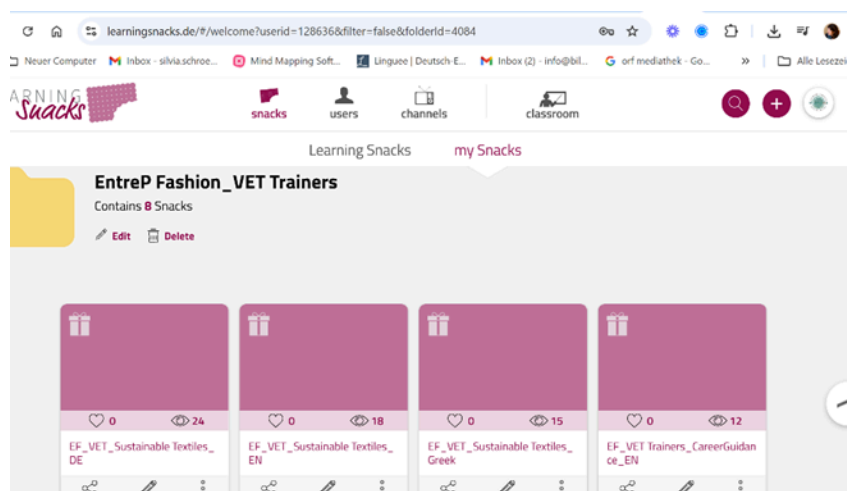 learningsnacks.de/#/welcome?userid=128636&filter=false&folderId=4084
Neuer Computer Inbox - silvia.schroe... Mind Mapping Soft... Linguee | Deutsch-E... Inbox (2) - info@bil... orf mediathek - Go... » Alle Lesezei
ARNING
Snacks
snacks users channels classroom
Learning Snacks my Snacks
EntreP Fashion_VET Trainers
Contains 8 Snacks
Edit Delete
0 24 0 18 0 15 0 12
EF_VET_Sustainable Textiles_
DE
EF_VET_Sustainable Textiles_
EN
EF_VET_Sustainable Textiles_
Greek
EF_VET Trainers_CareerGuidan
ce_EN